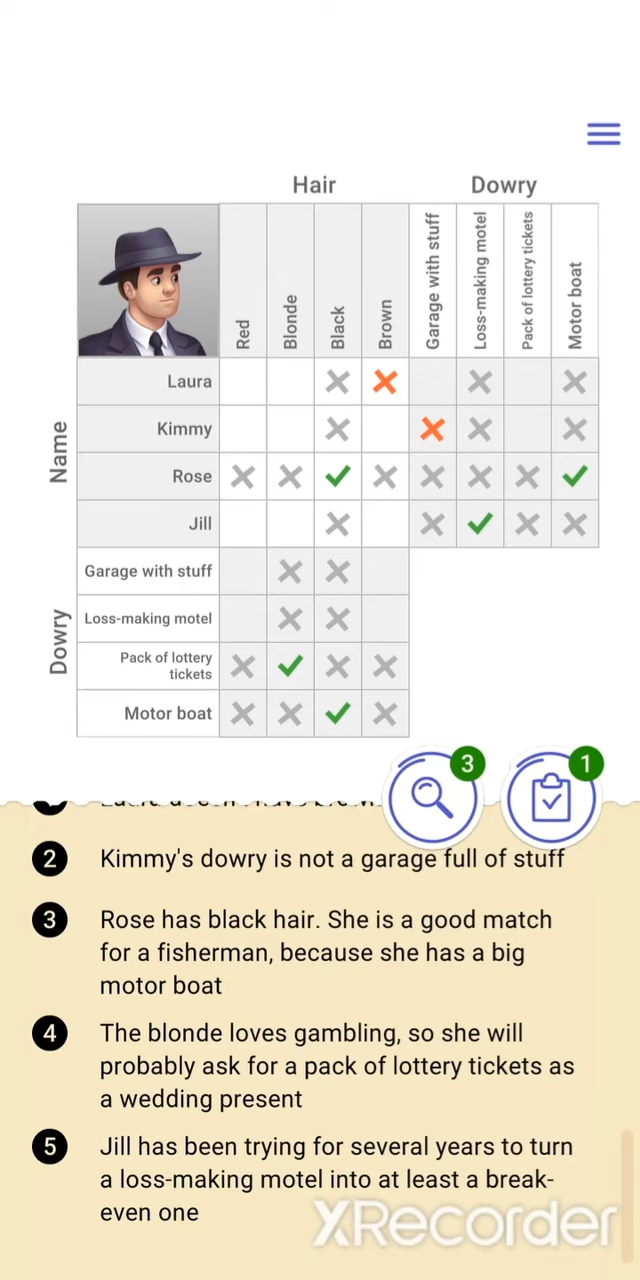 Hair
Dowry
Red
Blonde
Black
Brown
Garage with stuff
Loss-making motel
Pack of lottery tickets
Motor boat
Name
Laura
Kimmy
Rose
Jill
Dowry
Garage with stuff
Loss-making motel
Pack of lottery
tickets
Motor boat
3
1
2 Kimmy's dowry is not a garage full of stuff
3 Rose has black hair. She is a good match
for a fisherman, because she has a big
motor boat
4 The blonde loves gambling, so she will
probably ask for a pack of lottery tickets as
a wedding present
5 Jill has been trying for several years to turn
a loss-making motel into at least a break-
even one
XRecorder